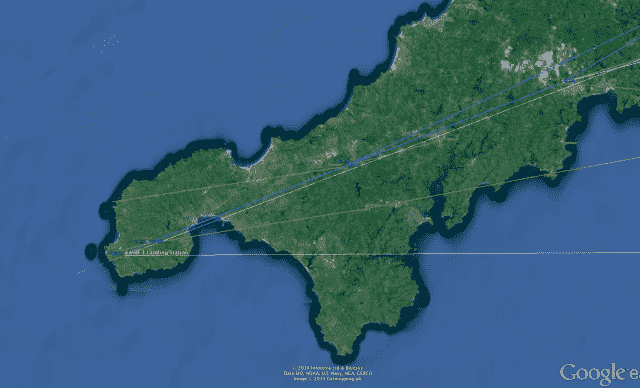 Level 3 Landing Station
© 2014 Infoterra Ltd & Bluesky
Data SIO, NOAA, U.S. Navy, NGA, GEBCO
Image © 2014 Getmapping plc
Google e